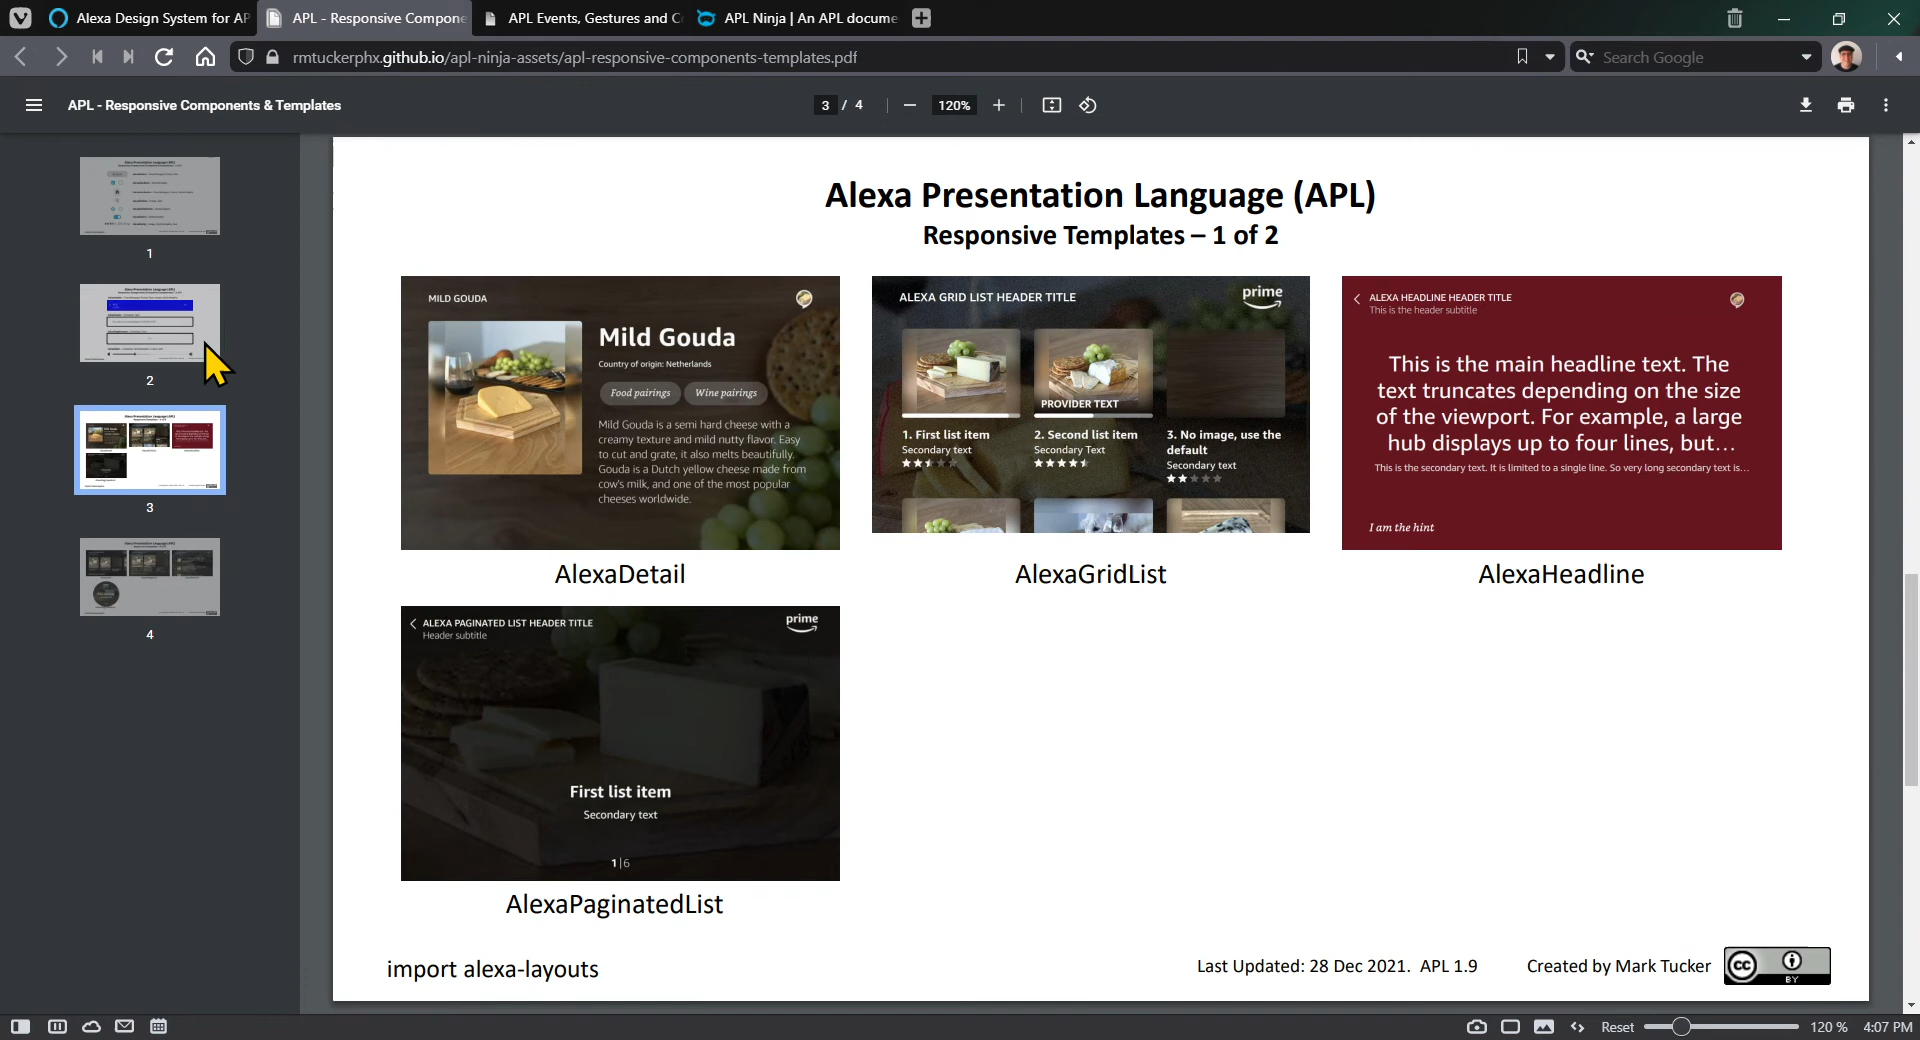 Alexa Design System for AP
APL - Responsive Compone
APL Events, Gestures and C
APL Ninja | An APL docume
rmtuckerphx.github.io/apl-ninja-assets/apl-responsive-components-templates.pdf
Search Google
APL - Responsive Components & Templates
3 / 4
120%
1
2
3
4
Alexa Presentation Language (APL)
Responsive Templates – 1 of 2
MILD GOUDA
Mild Gouda
Country of origin: Netherlands
Food pairings
Wine pairings
Mild Gouda is a semi hard cheese with a
creamy texture and mild nutty flavor. Easy
to cut and grate, it also melts beautifully.
Gouda is a Dutch yellow cheese made from
cow's milk, and one of the most popular
cheeses worldwide.
AlexaDetail
ALEXA GRID LIST HEADER TITLE
prime
PROVIDER TEXT
1. First list item
Secondary text
2. Second list item
Secondary Text
3. No image, use the
default
Secondary text
AlexaGridList
ALEXA HEADLINE HEADER TITLE
This is the header subtitle
This is the main headline text. The
text truncates depending on the size
of the viewport. For example, a large
hub displays up to four lines, but...
This is the secondary text. It is limited to a single line. So very long secondary text is...
I am the hint
AlexaHeadline
ALEXA PAGINATED LIST HEADER TITLE
Header subtitle
prime
First list item
Secondary text
1|6
AlexaPaginatedList
import alexa-layouts
Last Updated: 28 Dec 2021. APL 1.9
Created by Mark Tucker
cc
BY
Reset
120 %
4:07 PM